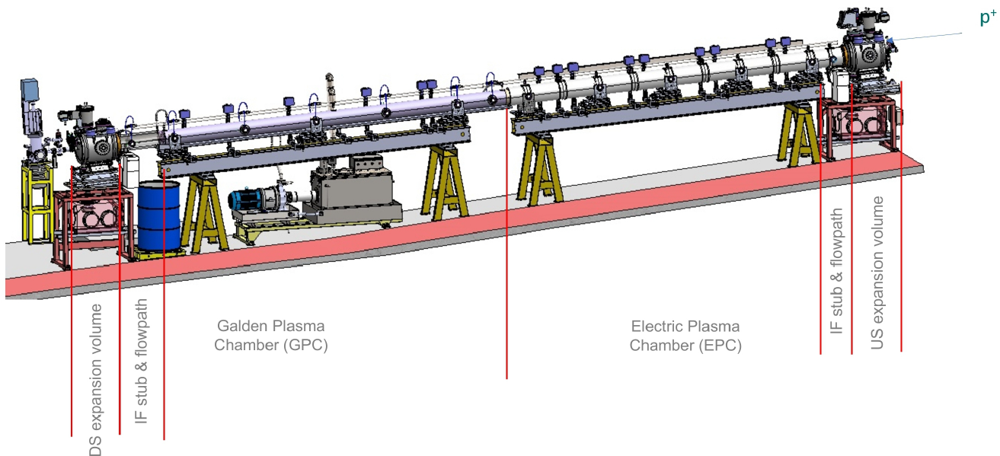 p⁺
DS expansion volume
IF stub & flowpath
Galden Plasma
Chamber (GPC)
Electric Plasma
Chamber (EPC)
IF stub & flowpath
US expansion volume